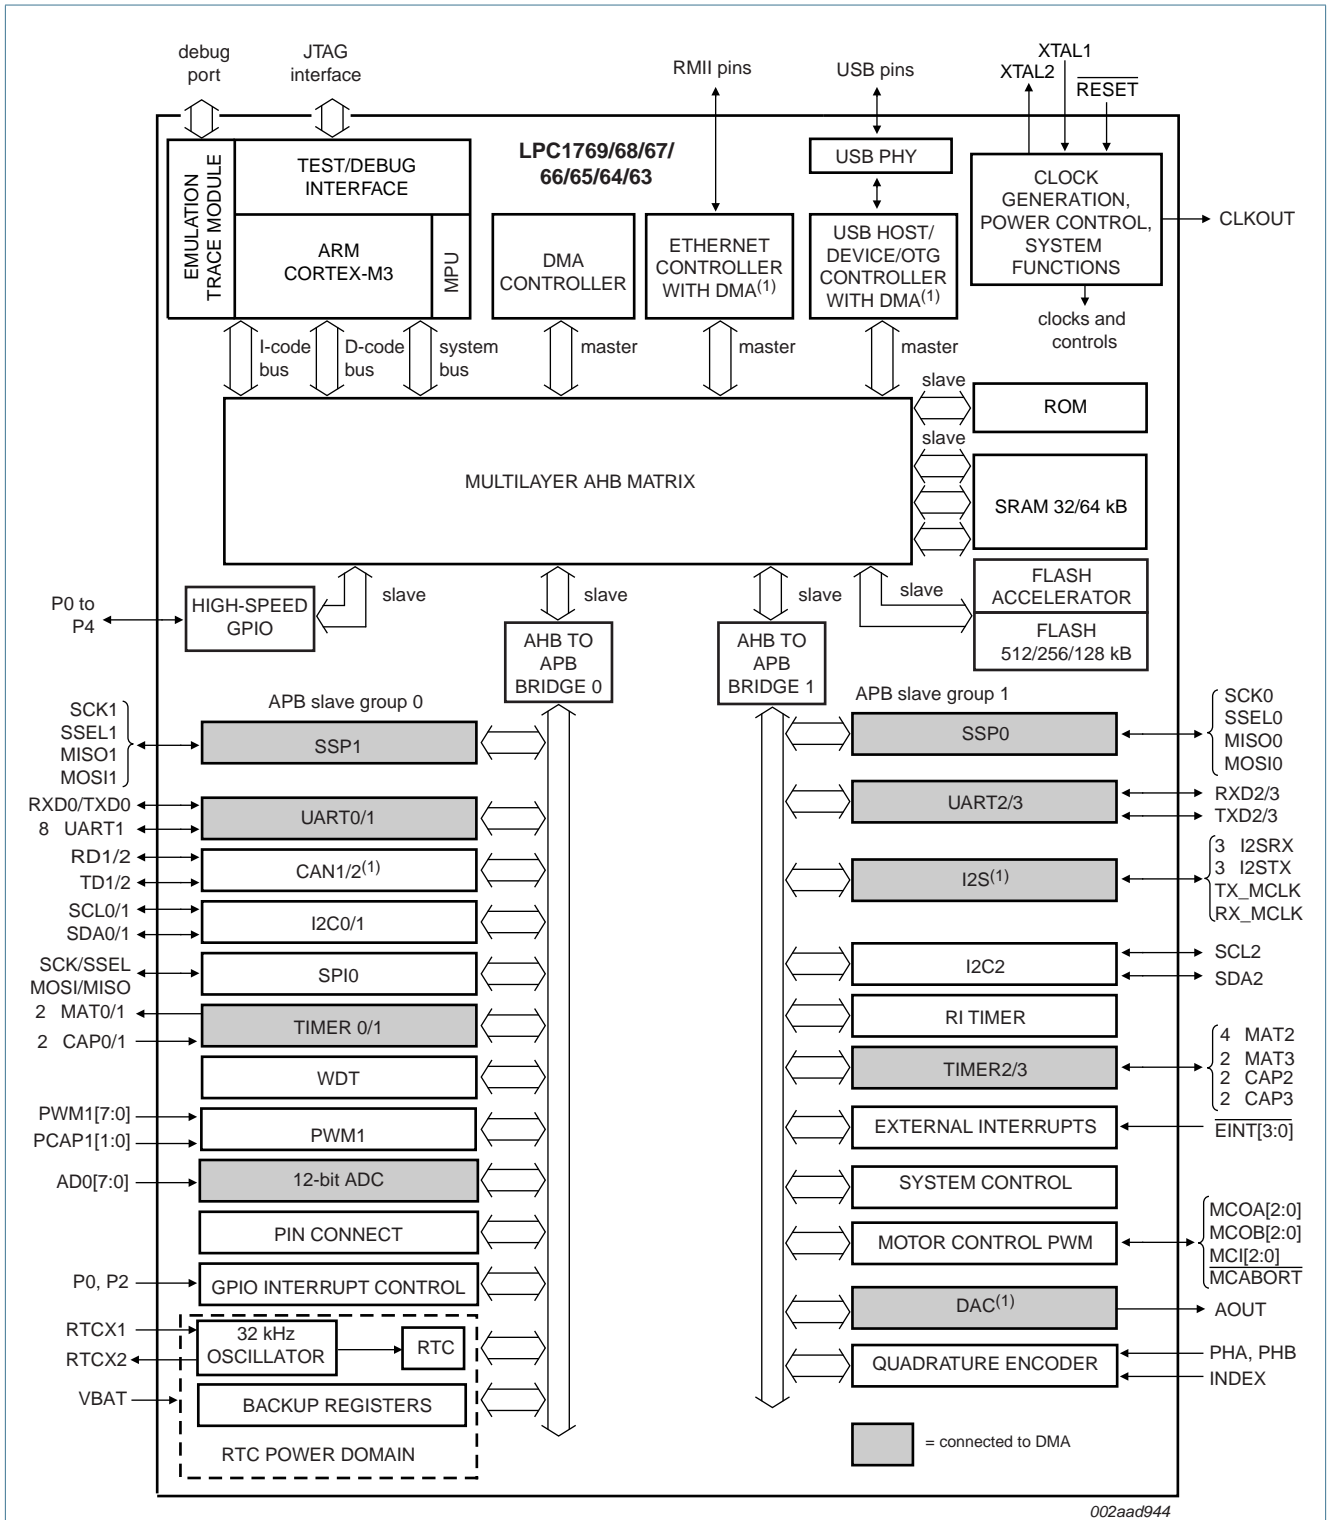 debug
port
JTAG
interface
RMII pins
USB pins
XTAL1
XTAL2
RESET
EMULATION
TRACE MODULE
TEST/DEBUG
INTERFACE
ARM
CORTEX-M3
MPU
LPC1769/68/67/
66/65/64/63
DMA
CONTROLLER
ETHERNET
CONTROLLER
WITH DMA(1)
USB PHY
USB HOST/
DEVICE/OTG
CONTROLLER
WITH DMA(1)
CLOCK
GENERATION,
POWER CONTROL,
SYSTEM
FUNCTIONS
CLKOUT
clocks and
controls
I-code
bus
D-code
bus
system
bus
master
master
master
slave
ROM
slave
MULTILAYER AHB MATRIX
SRAM 32/64 kB
P0 to
P4
HIGH-SPEED
GPIO
slave
slave
slave
slave
FLASH
ACCELERATOR
FLASH
512/256/128 kB
AHB TO
APB
BRIDGE 0
AHB TO
APB
BRIDGE 1
APB slave group 0
APB slave group 1
SCK1
SSEL1
MISO1
MOSI1
SSP1
RXD0/TXD0
8 UART1
UART0/1
RD1/2
TD1/2
CAN1/2(1)
SCL0/1
SDA0/1
I2C0/1
SCK/SSEL
MOSI/MISO
SPI0
2 MAT0/1
2 CAP0/1
TIMER 0/1
WDT
PWM1[7:0]
PCAP1[1:0]
PWM1
AD0[7:0]
12-bit ADC
PIN CONNECT
P0, P2
GPIO INTERRUPT CONTROL
RTCX1
RTCX2
32 kHz
OSCILLATOR
RTC
VBAT
BACKUP REGISTERS
RTC POWER DOMAIN
SSP0
SCK0
SSEL0
MISO0
MOSI0
UART2/3
RXD2/3
TXD2/3
I2S(1)
3 I2SRX
3 I2STX
TX_MCLK
RX_MCLK
I2C2
SCL2
SDA2
RI TIMER
TIMER2/3
4 MAT2
2 MAT3
2 CAP2
2 CAP3
EXTERNAL INTERRUPTS
EINT[3:0]
SYSTEM CONTROL
MOTOR CONTROL PWM
MCOA[2:0]
MCOB[2:0]
MCI[2:0]
MCABORT
DAC(1)
AOUT
QUADRATURE ENCODER
PHA, PHB
INDEX
= connected to DMA
002aad944